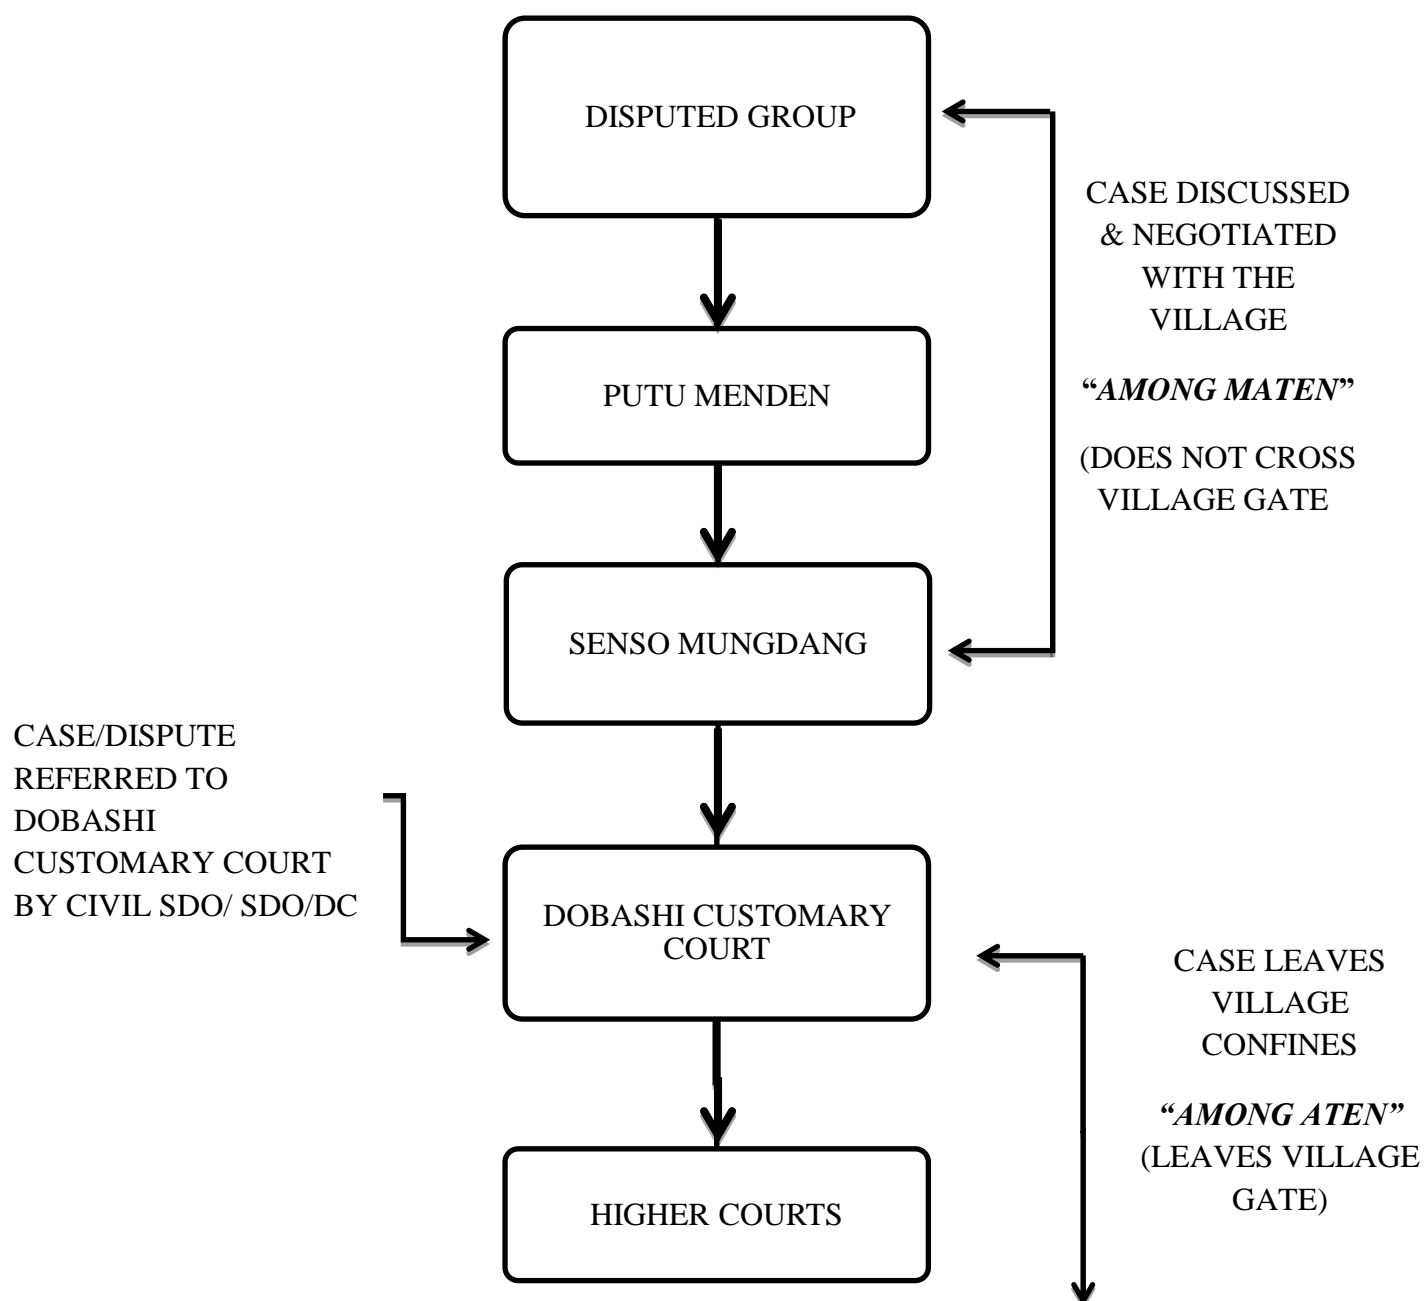 DISPUTED GROUP
CASE DISCUSSED
& NEGOTIATED
WITH THE
VILLAGE
“AMONG MATEN”
(DOES NOT CROSS
VILLAGE GATE
PUTU MENDEN
SENSO MUNGDANG
CASE/DISPUTE
REFERRED TO
DOBASHI
CUSTOMARY COURT
BY CIVIL SDO/ SDO/DC
DOBASHI CUSTOMARY
COURT
CASE LEAVES
VILLAGE
CONFINES
“AMONG ATEN”
(LEAVES VILLAGE
GATE)
HIGHER COURTS